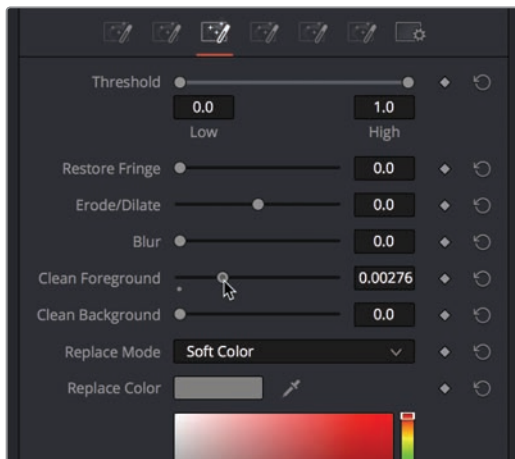 Threshold
0.0 1.0
Low High
Restore Fringe 0.0
Erode/Dilate 0.0
Blur 0.0
Clean Foreground 0.00276
Clean Background 0.0
Replace Mode Soft Color
Replace Color